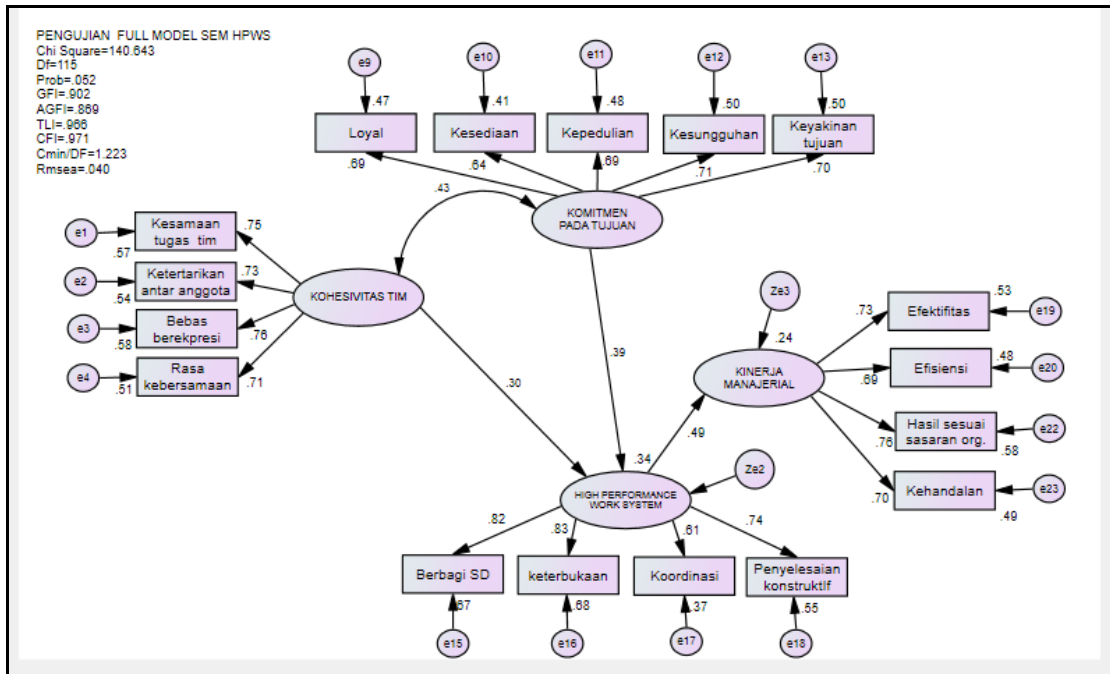 PENGUJIAN FULL MODEL SEM HPWS
Chi Square=140.643
Df=115
Prob=.052
GFI=.902
AGFI=.869
TLI=.966
CFI=.971
Cmin/DF=1.223
Rmsea=.040
e9
e10
e11
e12
e13
.47
.41
.48
.50
.50
Loyal
Kesediaan
Kepedulian
Kesungguhan
Keyakinan
tujuan
.69
.64
.69
.71
.70
.43
KOMITMEN
PADA TUJUAN
e1
.57
Kesamaan
tugas tim
.75
e2
.54
Ketertarikan
antar anggota
.73
e3
.58
Bebas
berekpresi
.76
e4
.51
Rasa
kebersamaan
.71
KOHESIVITAS TIM
.30
.39
Ze3
.24
KINERJA
MANAJERIAL
.73
Efektifitas
.53
e19
.69
Efisiensi
.48
e20
.76
Hasil sesuai
sasaran org.
.58
e22
.70
Kehandalan
.49
e23
.49
.34
Ze2
HIGH PERFORMANCE
WORK SYSTEM
.82
.83
.61
.74
Berbagi SD
keterbukaan
Koordinasi
Penyelesaian
konstruktif
.67
.68
.37
.55
e15
e16
e17
e18